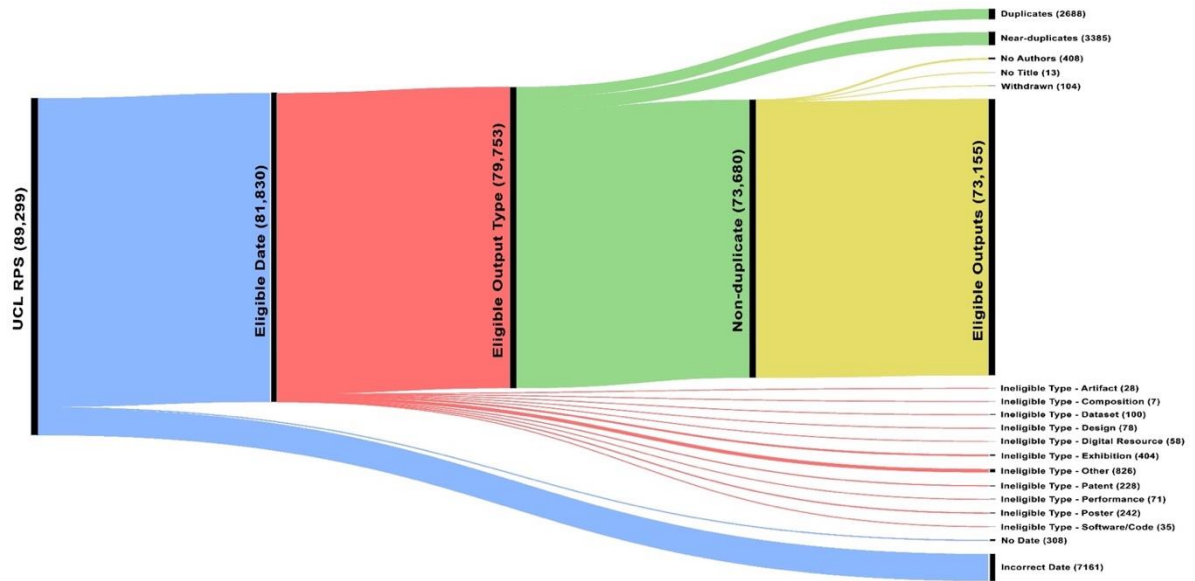 UCL RPS (89,299)
Eligible Date (81,830)
Eligible Output Type (79,753)
Non-duplicate (73,680)
Eligible Outputs (73,155)
Duplicates (2688)
Near-duplicates (3385)
No Authors (408)
No Title (13)
Withdrawn (104)
Ineligible Type - Artifact (28)
Ineligible Type - Composition (7)
Ineligible Type - Dataset (100)
Ineligible Type - Design (78)
Ineligible Type - Digital Resource (58)
Ineligible Type - Exhibition (404)
Ineligible Type - Other (826)
Ineligible Type - Patent (228)
Ineligible Type - Performance (71)
Ineligible Type - Poster (242)
Ineligible Type - Software/Code (35)
No Date (308)
Incorrect Date (7161)